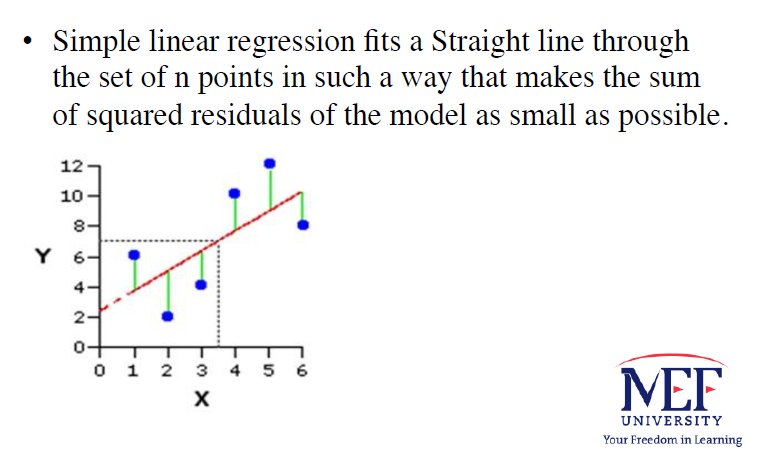 • Simple linear regression fits a Straight line through
the set of n points in such a way that makes the sum
of squared residuals of the model as small as possible.
12
10
8
Y 6
4
2
0
0 1 2 3 4 5 6
X
MEF
UNIVERSITY
Your Freedom in Learning